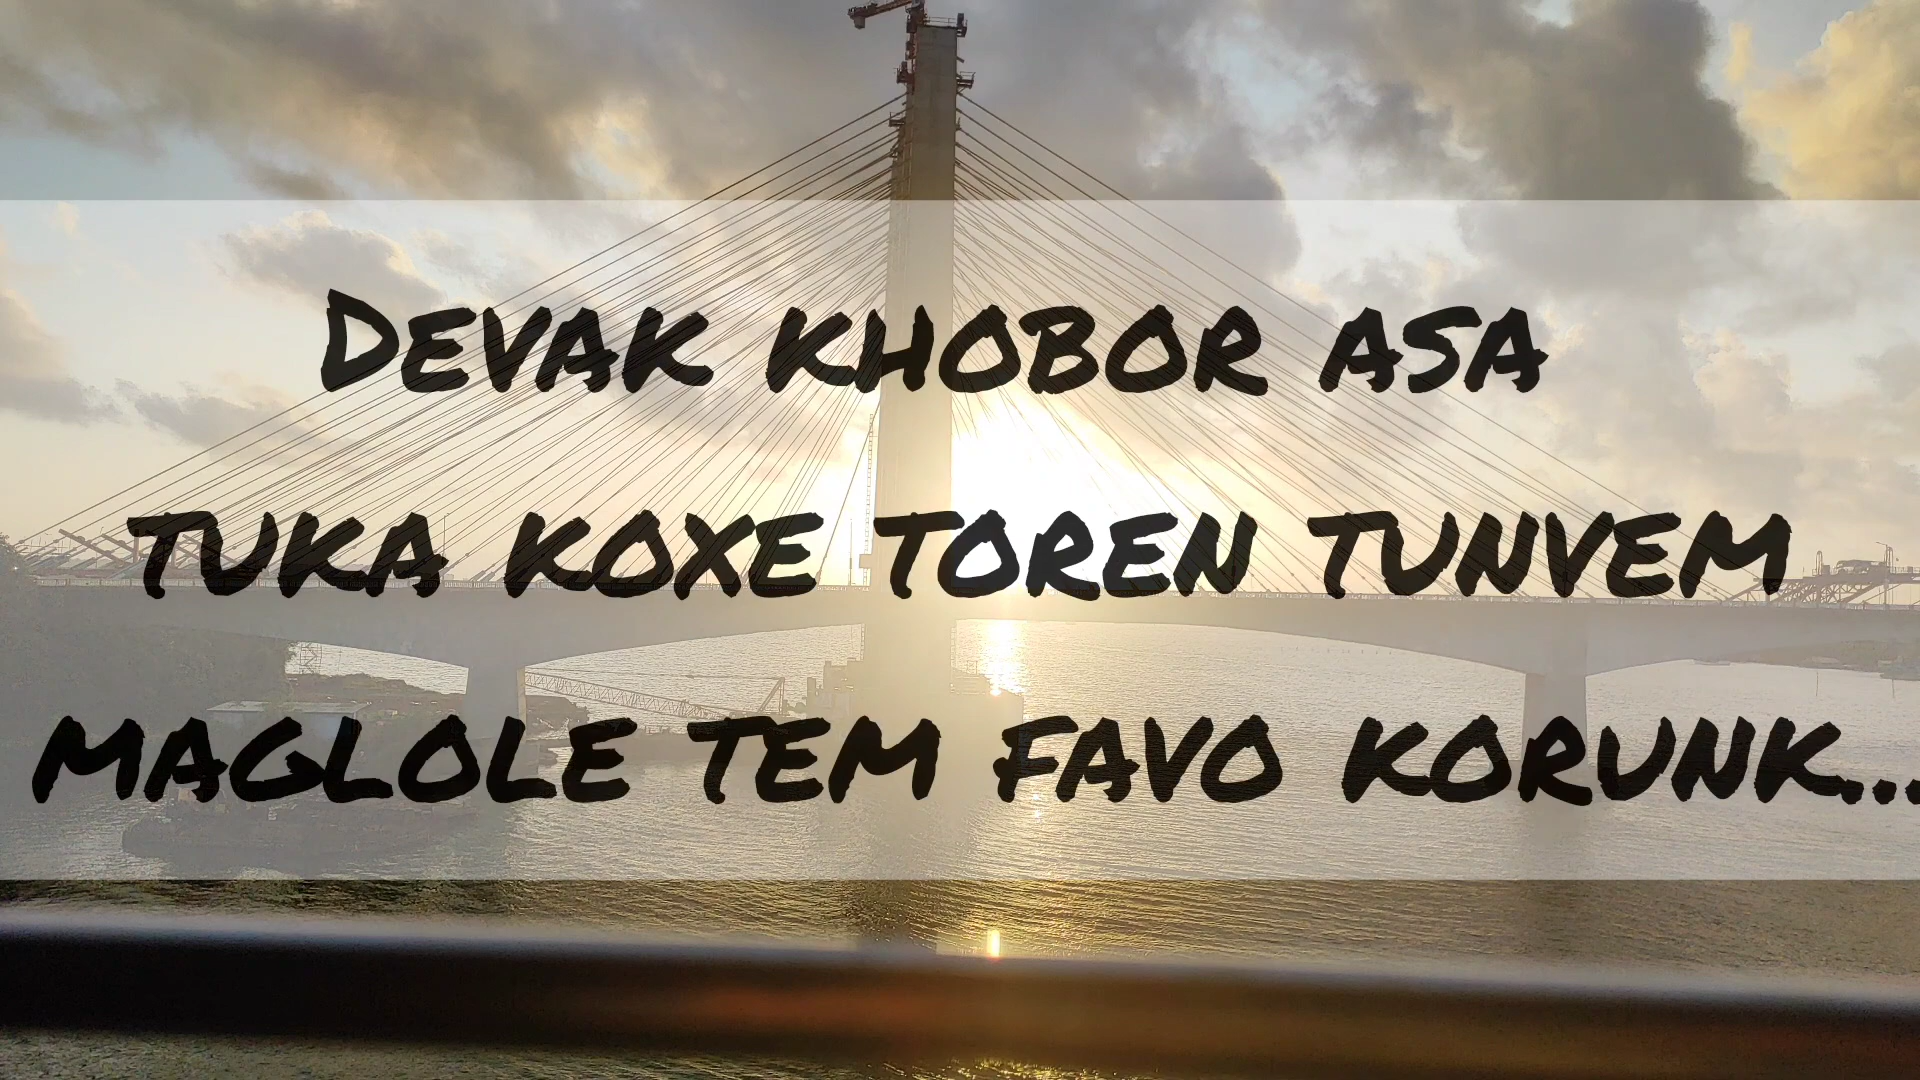 DEVAK KHOBOR ASA
TUKA KOXE TOREN TUNVEM
MAGLOLE TEM FAVO KORUNK...